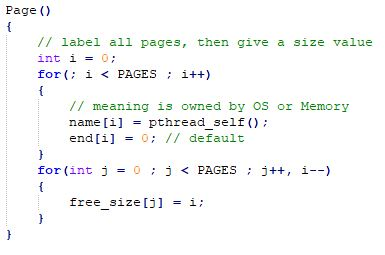 Page()
{
// label all pages, then give a size value
int i = 0;
for(; i < PAGES ; i++)
{
// meaning is owned by OS or Memory
name[i] = pthread_self();
end[i] = 0; // default
}
for(int j = 0 ; j < PAGES ; j++, i--)
{
free_size[j] = i;
}
}